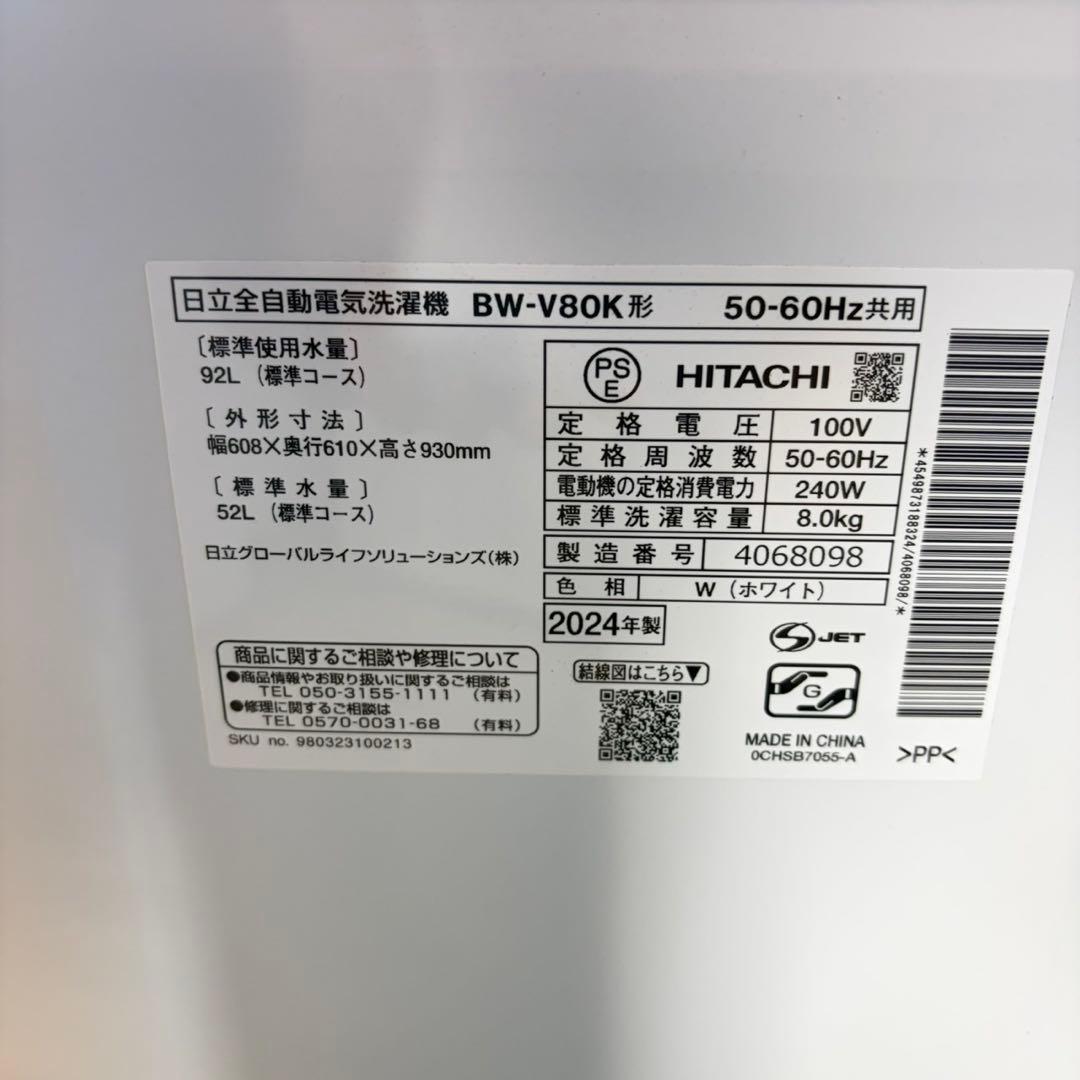 日立全自動電気洗濯機 BW-V80K形 50-60Hz共用
〔標準使用水量〕
92L (標準コース)
〔外形寸法〕
幅608×奥行610×高さ930mm
〔標準水量〕
52L (標準コース)
日立グローバルライフソリューションズ(株)
PS
E
HITACHI
定格電圧 100V
定格周波数 50-60Hz
電動機の定格消費電力 240W
標準洗濯容量 8.0kg
製造番号 4068098
色相 W (ホワイト)
2024年製
S JET
商品に関するご相談や修理について
●商品情報やお取り扱いに関するご相談は
TEL 050-3155-1111 (有料)
●修理に関するご相談は
TEL 0570-0031-68 (有料)
SKU no. 980323100213
結線図はこちら▼
G
MADE IN CHINA
0CHSB7055-A
>PP<
*4549873188324/4068098/*